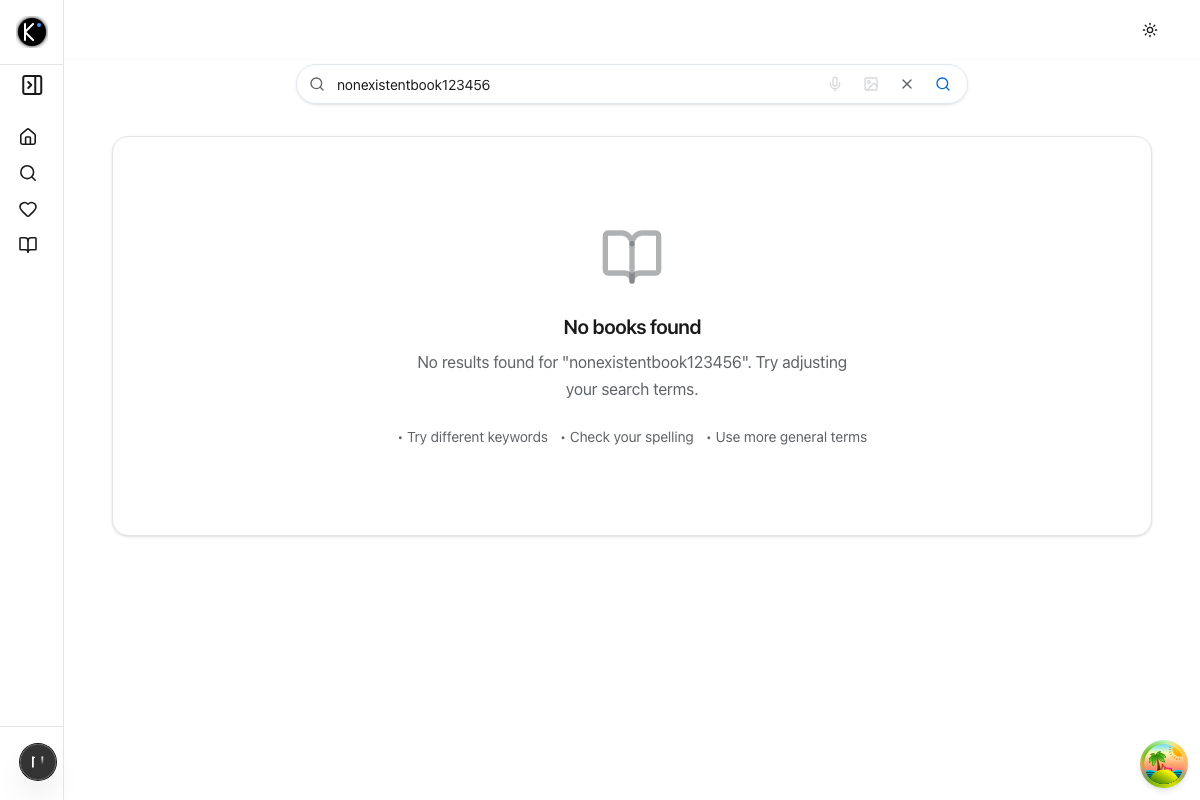 K
nonexistentbook123456
No books found
No results found for "nonexistentbook123456". Try adjusting
your search terms.
• Try different keywords • Check your spelling • Use more general terms